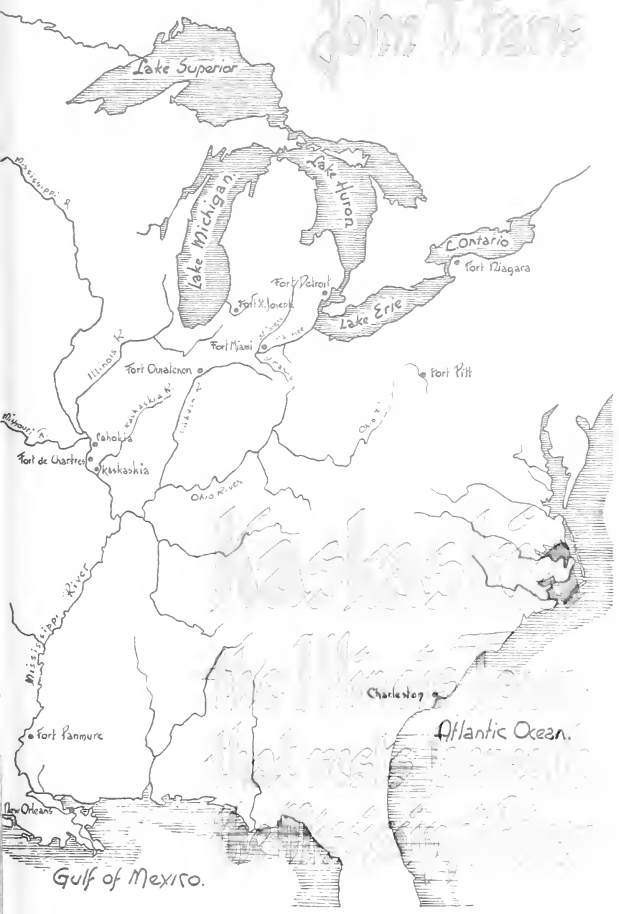 John T. Faris
Lake Superior
Mississippi R.
Lake Michigan
Lake Huron
L. Ontario
Fort Niagara
Fort Detroit
Fort St. Joseph
Lake Erie
Illinois R.
Fort Miami
Fort Ouiatenon
Fort Pitt
Kaskaskia R.
Missouri R.
Cahokia
Fort de Chartres
Kaskaskia
Ohio River
Mississippi River
Charleston
Fort Panmure
Atlantic Ocean.
New Orleans
Gulf of Mexico.